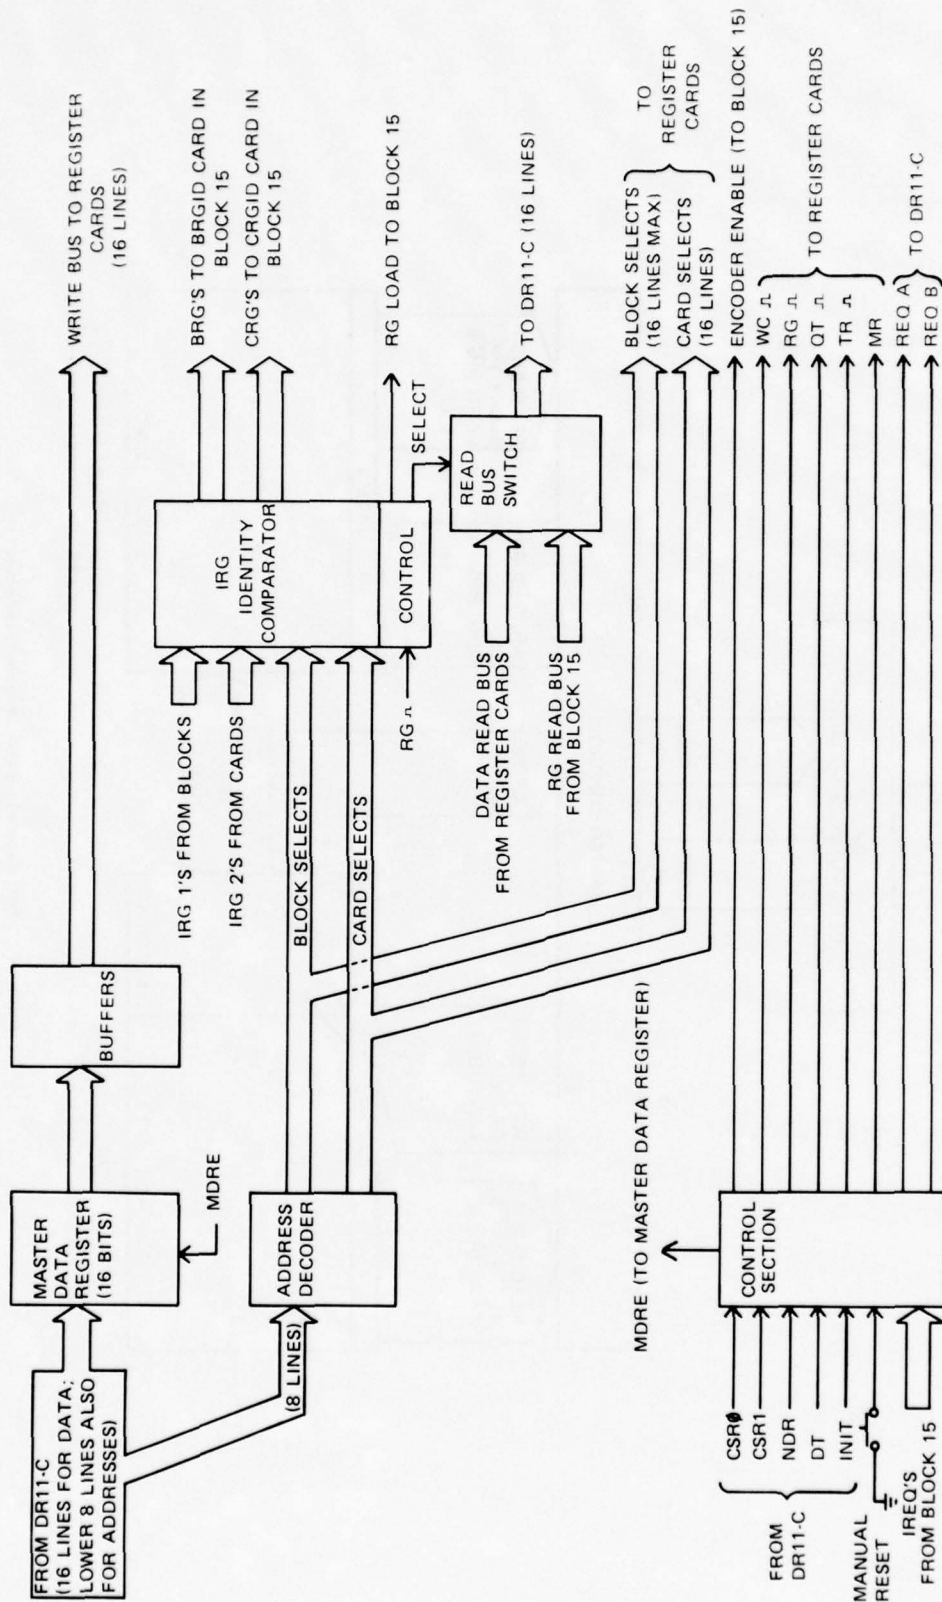 FROM DR11-C
(16 LINES FOR DATA;
LOWER 8 LINES ALSO
FOR ADDRESSES)
MASTER
DATA
REGISTER
(16 BITS)
MDRE
BUFFERS
WRITE BUS TO REGISTER
CARDS
(16 LINES)
(8 LINES)
ADDRESS
DECODER
BLOCK SELECTS
CARD SELECTS
IRG 1'S FROM BLOCKS
IRG 2'S FROM CARDS
RG
IRG
IDENTITY
COMPARATOR
CONTROL
BRG'S TO BRGID CARD IN
BLOCK 15
CRG'S TO CRGID CARD IN
BLOCK 15
RG LOAD TO BLOCK 15
SELECT
DATA READ BUS
FROM REGISTER CARDS
RG READ BUS
FROM BLOCK 15
READ
BUS
SWITCH
TO DR11-C (16 LINES)
BLOCK SELECTS
(16 LINES MAX)
CARD SELECTS
(16 LINES)
TO
REGISTER
CARDS
MDRE (TO MASTER DATA REGISTER)
FROM
DR11-C
CSRØ
CSR1
NDR
DT
INIT
MANUAL
RESET
IREQ'S
FROM BLOCK 15
CONTROL
SECTION
ENCODER ENABLE (TO BLOCK 15)
WC
RG
QT
TR
MR
TO REGISTER CARDS
REQ A
REQ B
TO DR11-C